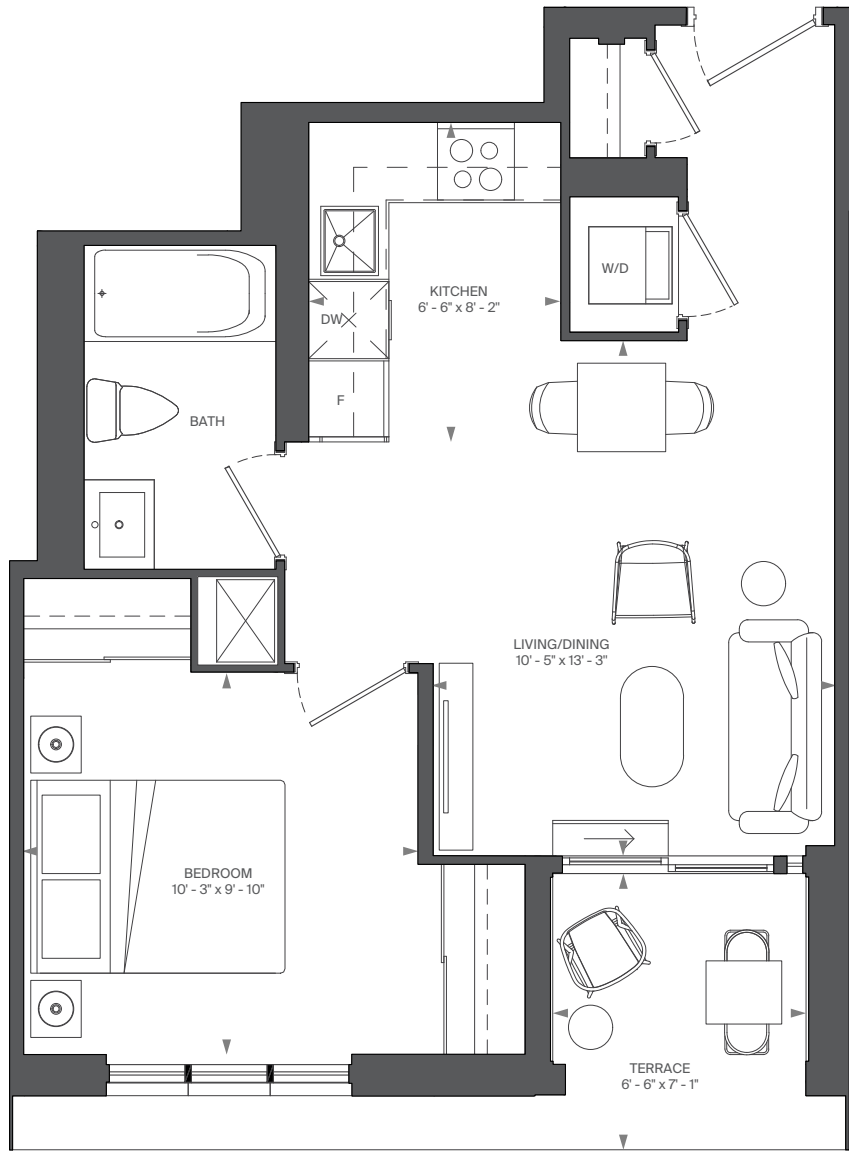 W/D
KITCHEN
6' - 6" x 8' - 2"
DW
F
BATH
LIVING/DINING
10' - 5" x 13' - 3"
BEDROOM
10' - 3" x 9' - 10"
TERRACE
6' - 6" x 7' - 1"